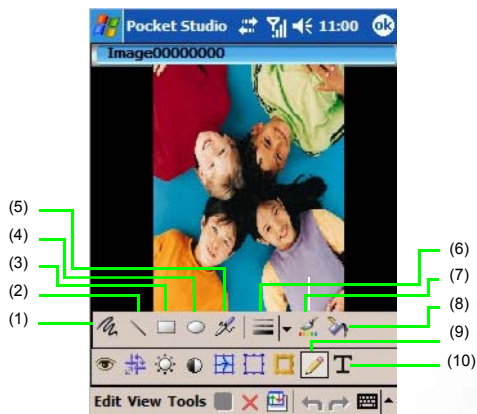 Pocket Studio 11:00 ok
Image00000000
(5)
(4)
(3)
(2)
(1)
(6)
(7)
(8)
(9)
(10)
T
Edit View Tools